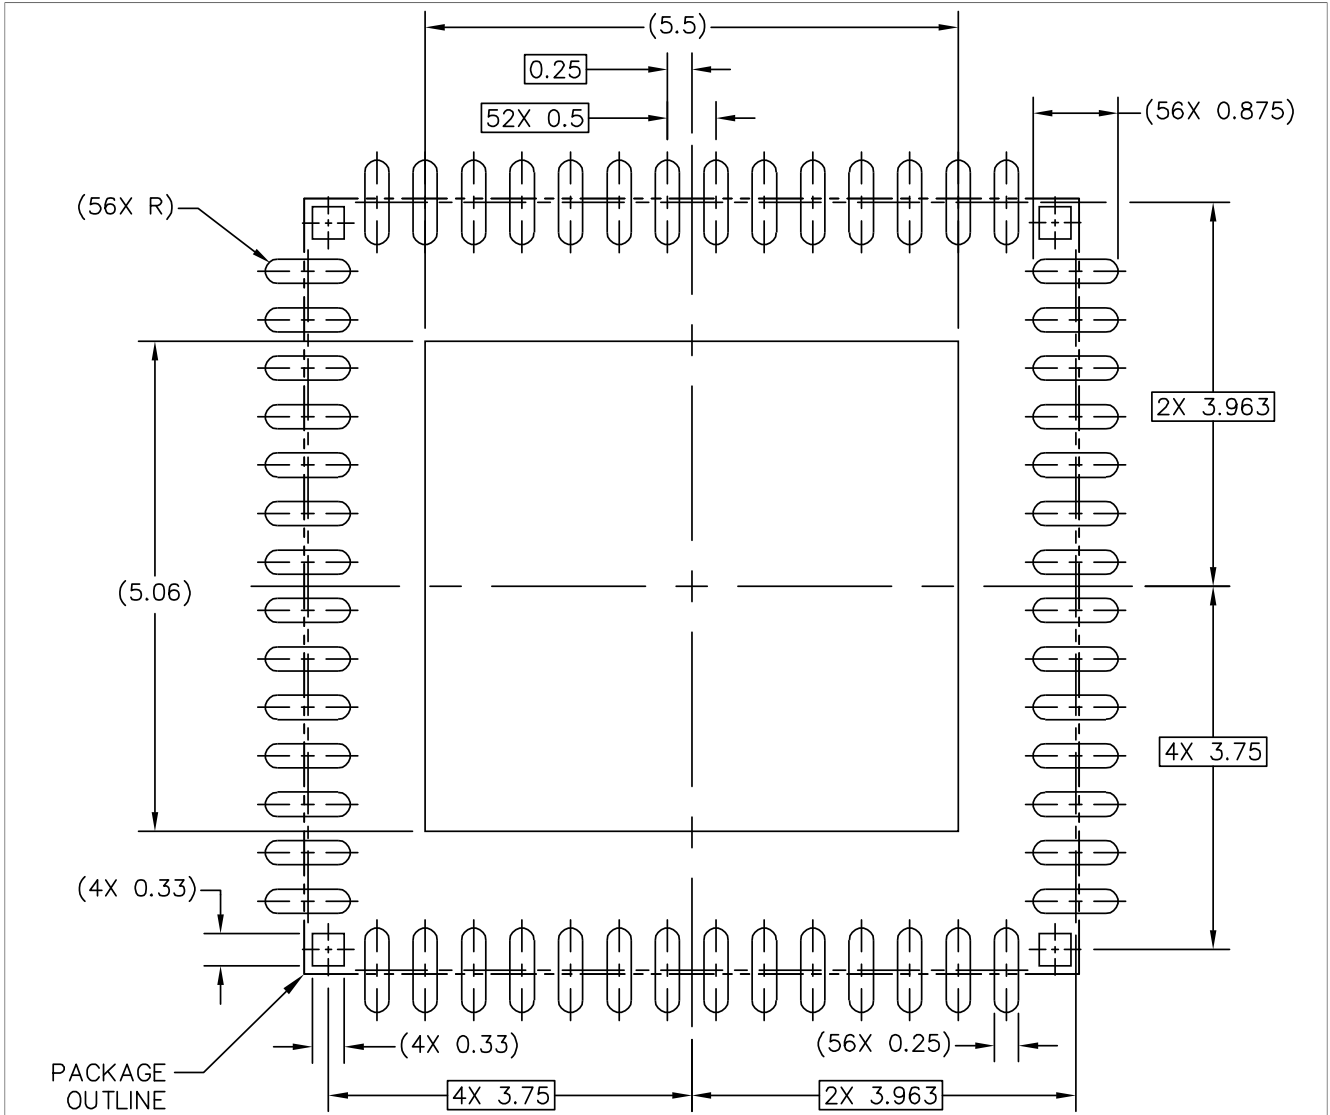 (5.5)
0.25
52X 0.5
(56X 0.875)
(56X R)
2X 3.963
(5.06)
4X 3.75
(4X 0.33)
(4X 0.33)
(56X 0.25)
PACKAGE
OUTLINE
4X 3.75
2X 3.963